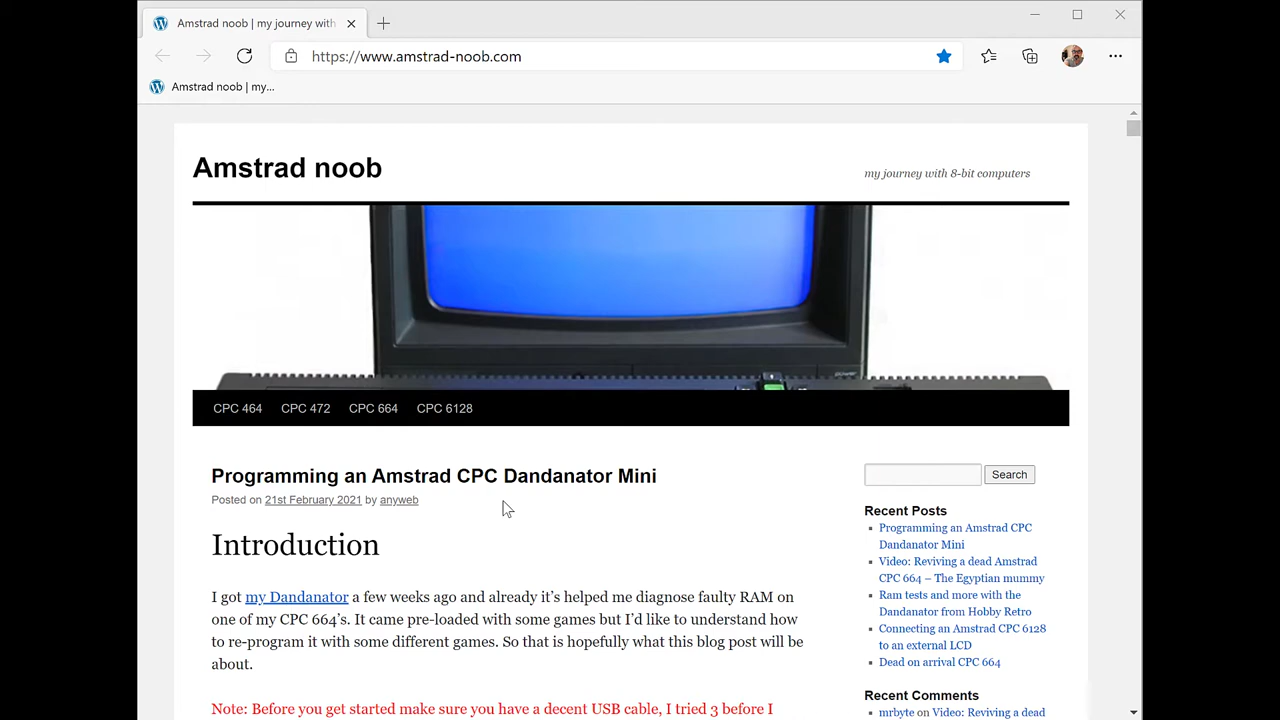 Amstrad noob | my journey with
https://www.amstrad-noob.com
Amstrad noob | my...
Amstrad noob
my journey with 8-bit computers
CPC 464 CPC 472 CPC 664 CPC 6128
Programming an Amstrad CPC Dandanator Mini
Posted on 21st February 2021 by anyweb
Introduction
I got my Dandanator a few weeks ago and already it’s helped me diagnose faulty RAM on
one of my CPC 664’s. It came pre-loaded with some games but I’d like to understand how
to re-program it with some different games. So that is hopefully what this blog post will be
about.
Note: Before you get started make sure you have a decent USB cable, I tried 3 before I
Search
Recent Posts
Programming an Amstrad CPC
Dandanator Mini
Video: Reviving a dead Amstrad
CPC 664 – The Egyptian mummy
Ram tests and more with the
Dandanator from Hobby Retro
Connecting an Amstrad CPC 6128
to an external LCD
Dead on arrival CPC 664
Recent Comments
mrbyte on Video: Reviving a dead